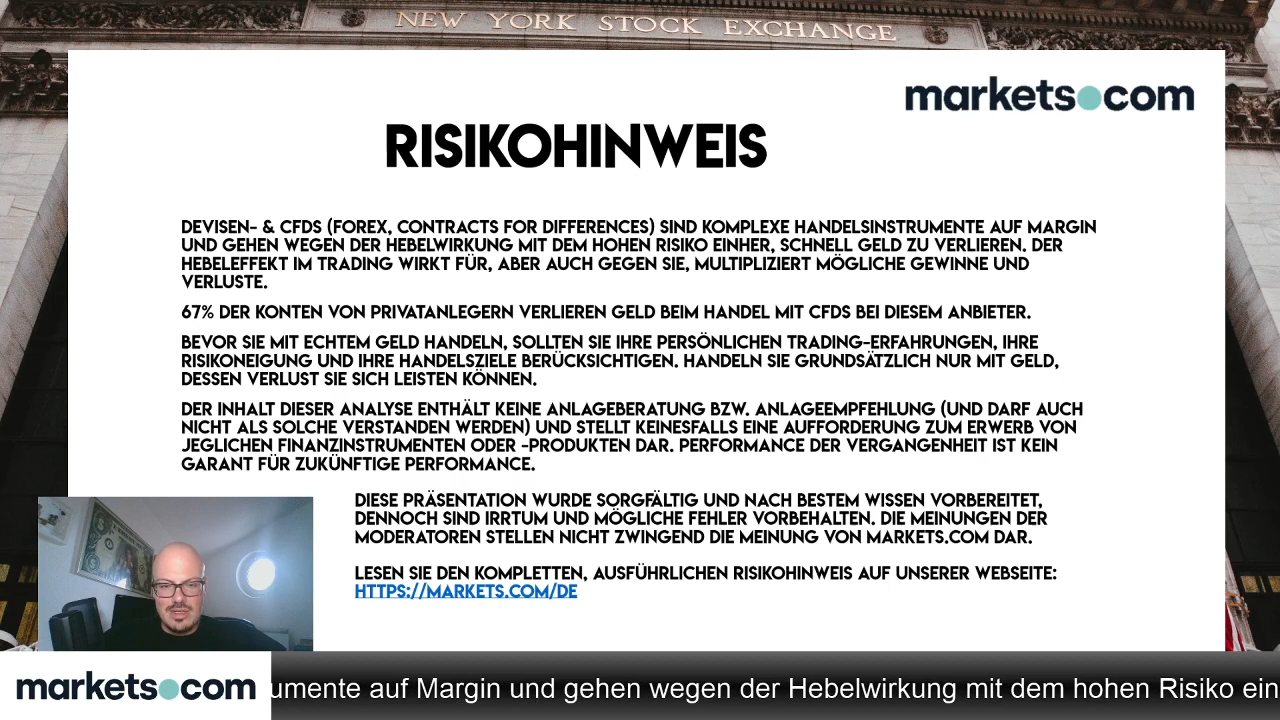 NEW YORK STOCK EXCHANGE
markets.com
RISIKOHINWEIS
DEVISEN- & CFDS (FOREX, CONTRACTS FOR DIFFERENCES) SIND KOMPLEXE HANDELSINSTRUMENTE AUF MARGIN
UND GEHEN WEGEN DER HEBELWIRKUNG MIT DEM HOHEN RISIKO EINHER, SCHNELL GELD ZU VERLIEREN. DER
HEBELEFFEKT IM TRADING WIRKT FÜR, ABER AUCH GEGEN SIE, MULTIPLIZIERT MÖGLICHE GEWINNE UND
VERLUSTE.
67% DER KONTEN VON PRIVATANLEGERN VERLIEREN GELD BEIM HANDEL MIT CFDS BEI DIESEM ANBIETER.
BEVOR SIE MIT ECHTEM GELD HANDELN, SOLLTEN SIE IHRE PERSÖNLICHEN TRADING-ERFAHRUNGEN, IHRE
RISIKONEIGUNG UND IHRE HANDELSZIELE BERÜCKSICHTIGEN. HANDELN SIE GRUNDSÄTZLICH NUR MIT GELD,
DESSEN VERLUST SIE SICH LEISTEN KÖNNEN.
DER INHALT DIESER ANALYSE ENTHÄLT KEINE ANLAGEBERATUNG BZW. ANLAGEEMPFEHLUNG (UND DARF AUCH
NICHT ALS SOLCHE VERSTANDEN WERDEN) UND STELLT KEINESFALLS EINE AUFFORDERUNG ZUM ERWERB VON
JEGLICHEN FINANZINSTRUMENTEN ODER -PRODUKTEN DAR. PERFORMANCE DER VERGANGENHEIT IST KEIN
GARANT FÜR ZUKÜNFTIGE PERFORMANCE.
DIESE PRÄSENTATION WURDE SORGFÄLTIG UND NACH BESTEM WISSEN VORBEREITET,
DENNOCH SIND IRRTUM UND MÖGLICHE FEHLER VORBEHALTEN. DIE MEINUNGEN DER
MODERATOREN STELLEN NICHT ZWINGEND DIE MEINUNG VON MARKETS.COM DAR.
LESEN SIE DEN KOMPLETTEN, AUSFÜHRLICHEN RISIKOHINWEIS AUF UNSERER WEBSEITE:
HTTPS://MARKETS.COM/DE
markets.com
umente auf Margin und gehen wegen der Hebelwirkung mit dem hohen Risiko ein